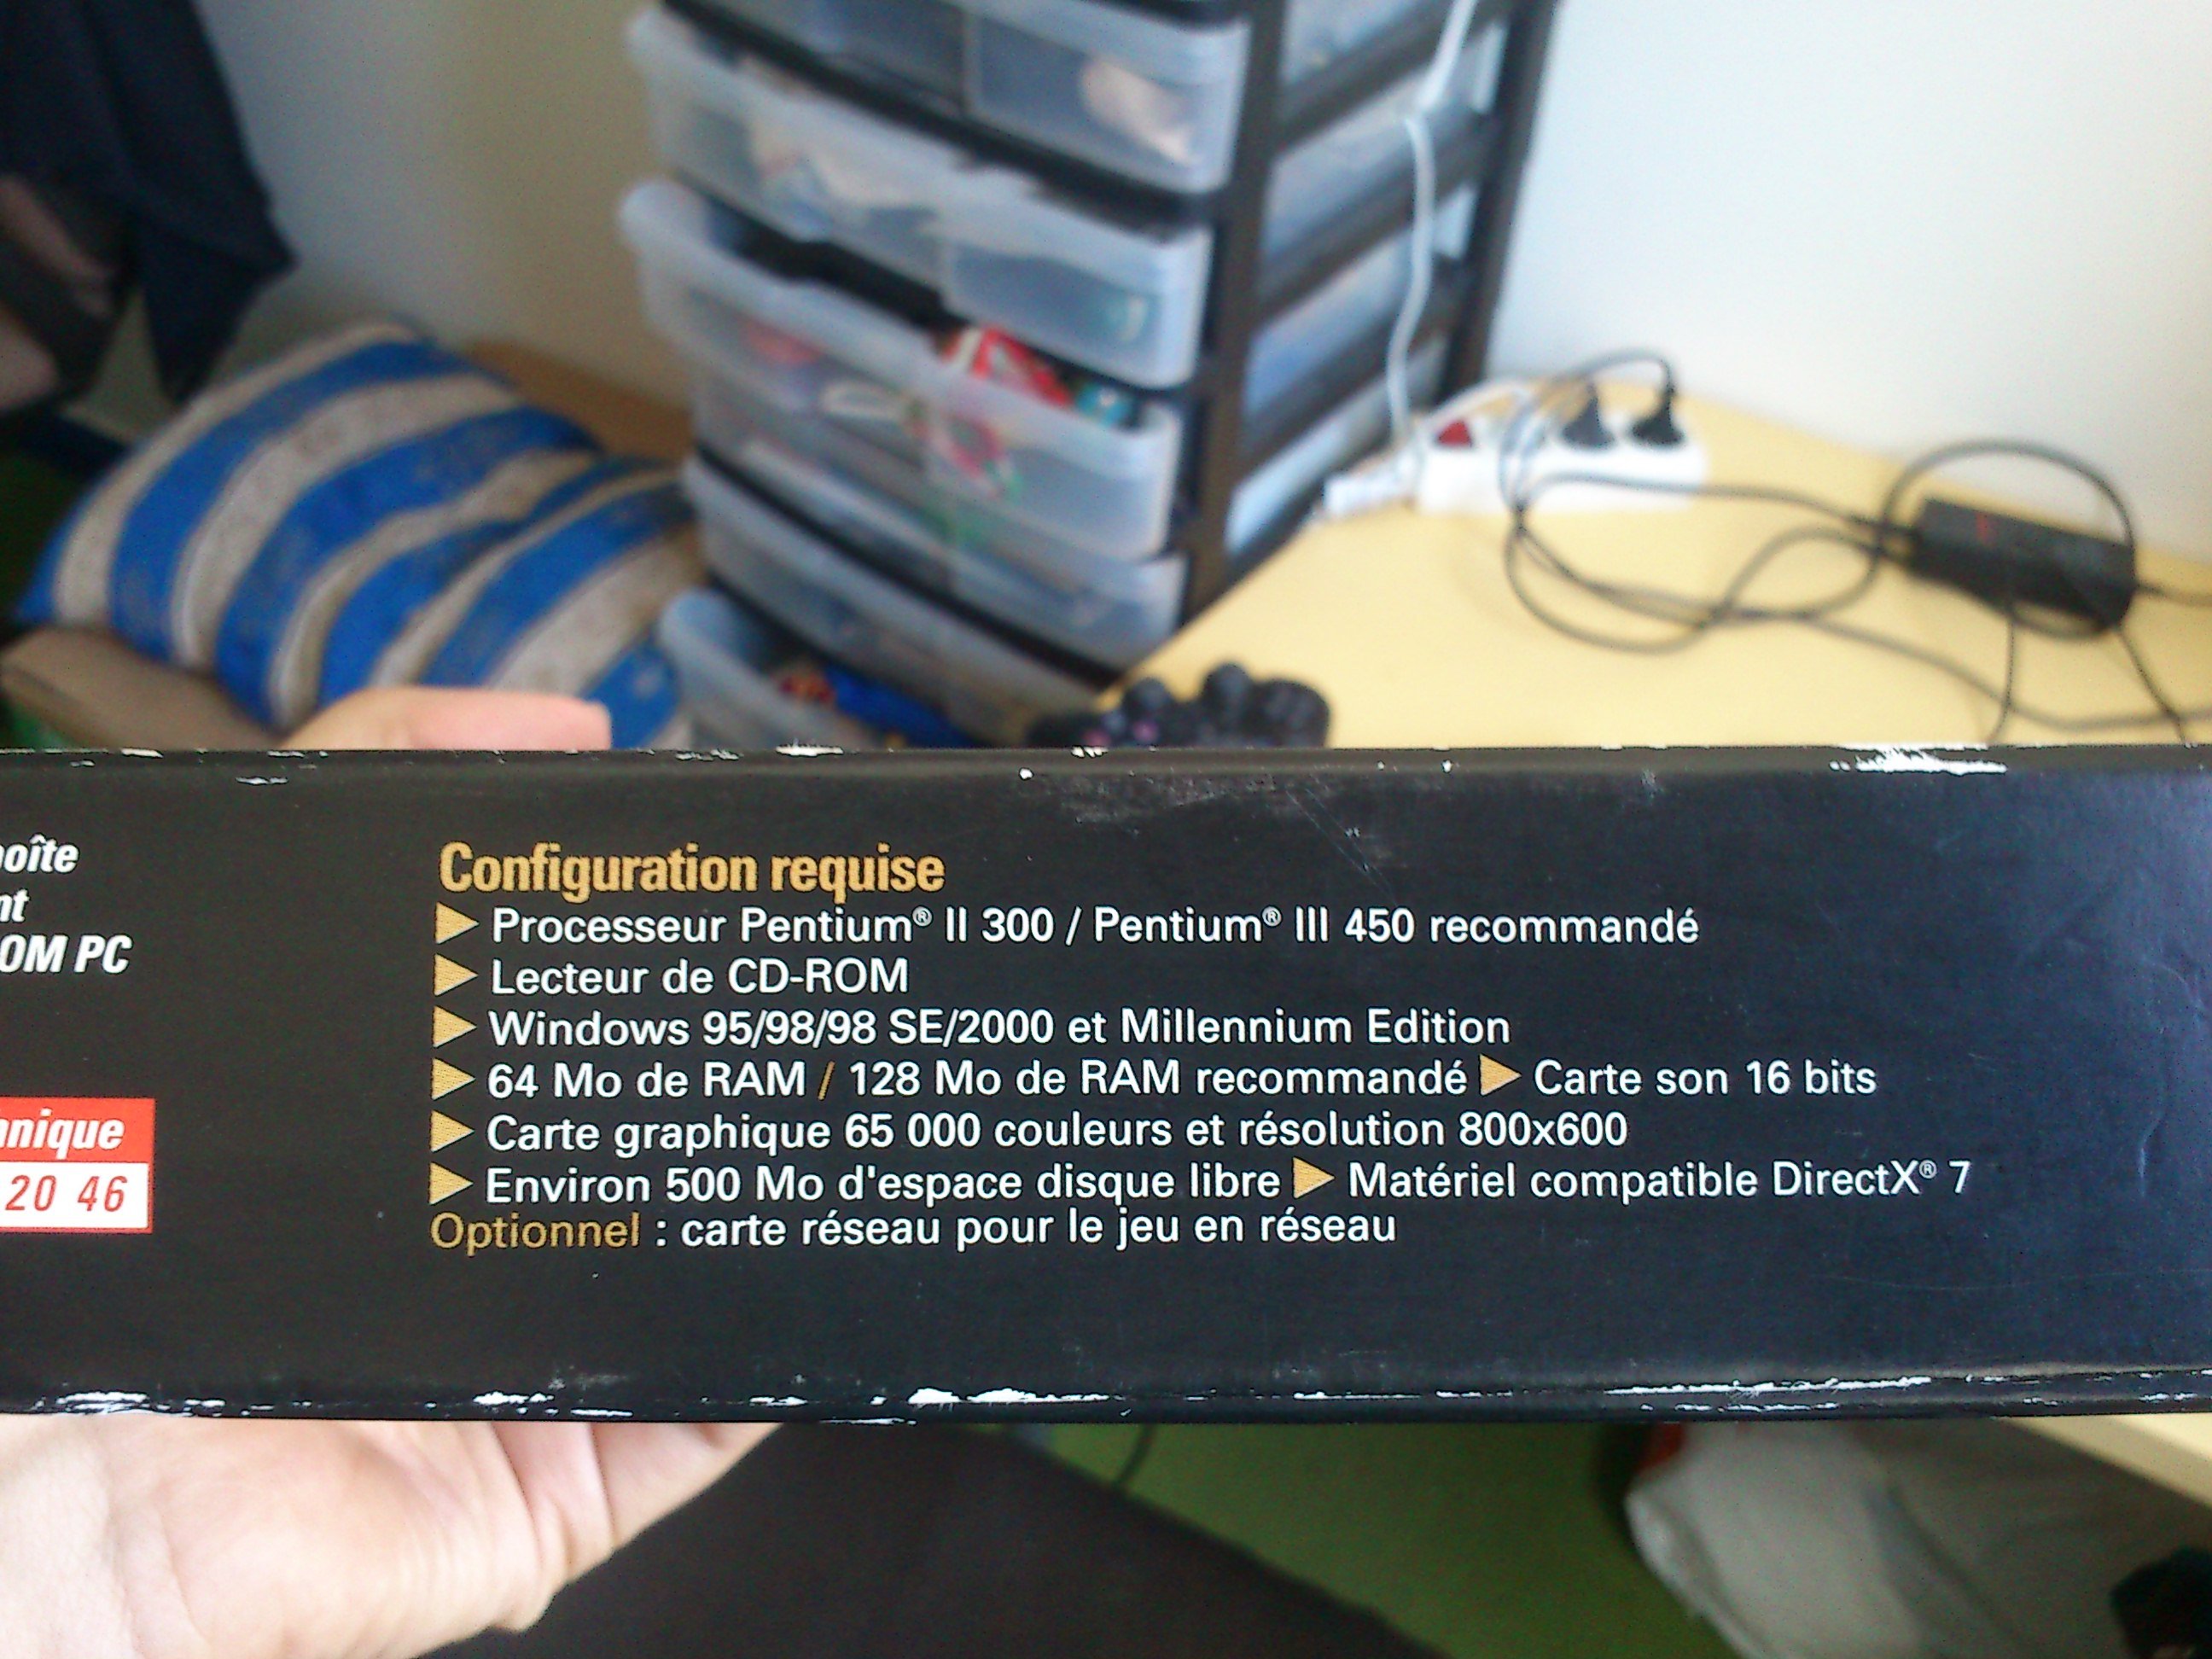 Configuration requise
Processeur Pentium® II 300 / Pentium® III 450 recommandé
Lecteur de CD-ROM
Windows 95/98/98 SE/2000 et Millennium Edition
64 Mo de RAM / 128 Mo de RAM recommandé Carte son 16 bits
Carte graphique 65 000 couleurs et résolution 800x600
Environ 500 Mo d'espace disque libre Matériel compatible DirectX® 7
Optionnel : carte réseau pour le jeu en réseau
PC
20 46